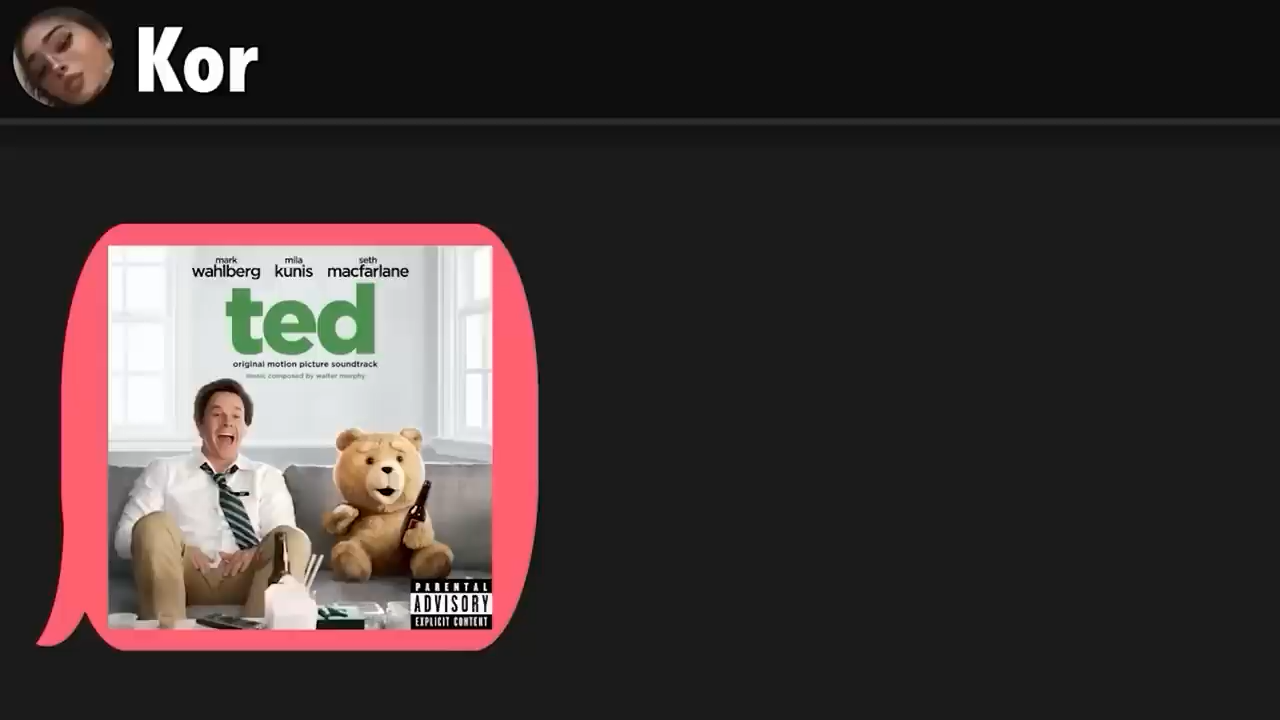 Kor
mark wahlberg mila kunis seth macfarlane
ted
original motion picture soundtrack
music composed by walter murphy
PARENTAL
ADVISORY
EXPLICIT CONTENT